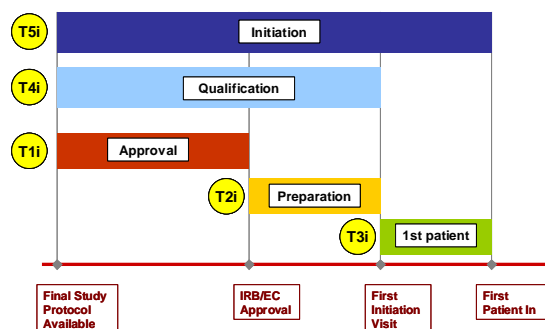 T5i
Initiation
T4i
Qualification
T1i
Approval
T2i
Preparation
T3i
1st patient
Final Study
Protocol
Available
IRB/EC
Approval
First
Initiation
Visit
First
Patient In